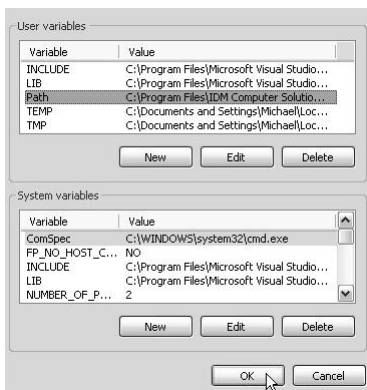 User variables
Variable Value
INCLUDE C:\Program Files\Microsoft Visual Studio...
LIB C:\Program Files\Microsoft Visual Studio...
Path C:\Program Files\IDM Computer Solutio...
TEMP C:\Documents and Settings\Michael\Loc...
TMP C:\Documents and Settings\Michael\Loc...
New Edit Delete
System variables
Variable Value
ComSpec C:\WINDOWS\system32\cmd.exe
FP_NO_HOST_C... NO
INCLUDE C:\Program Files\Microsoft Visual Studio...
LIB C:\Program Files\Microsoft Visual Studio...
NUMBER_OF_P... 2
New Edit Delete
OK Cancel